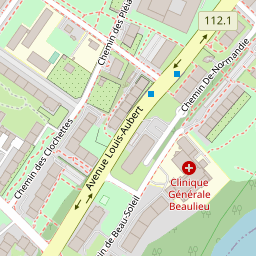 Chemin des Pléia
112.1
Chemin De-Normandie
Avenue Louis-Aubert
Chemin des Clochettes
Clinique
Générale
Beaulieu
in de Beau-Soleil